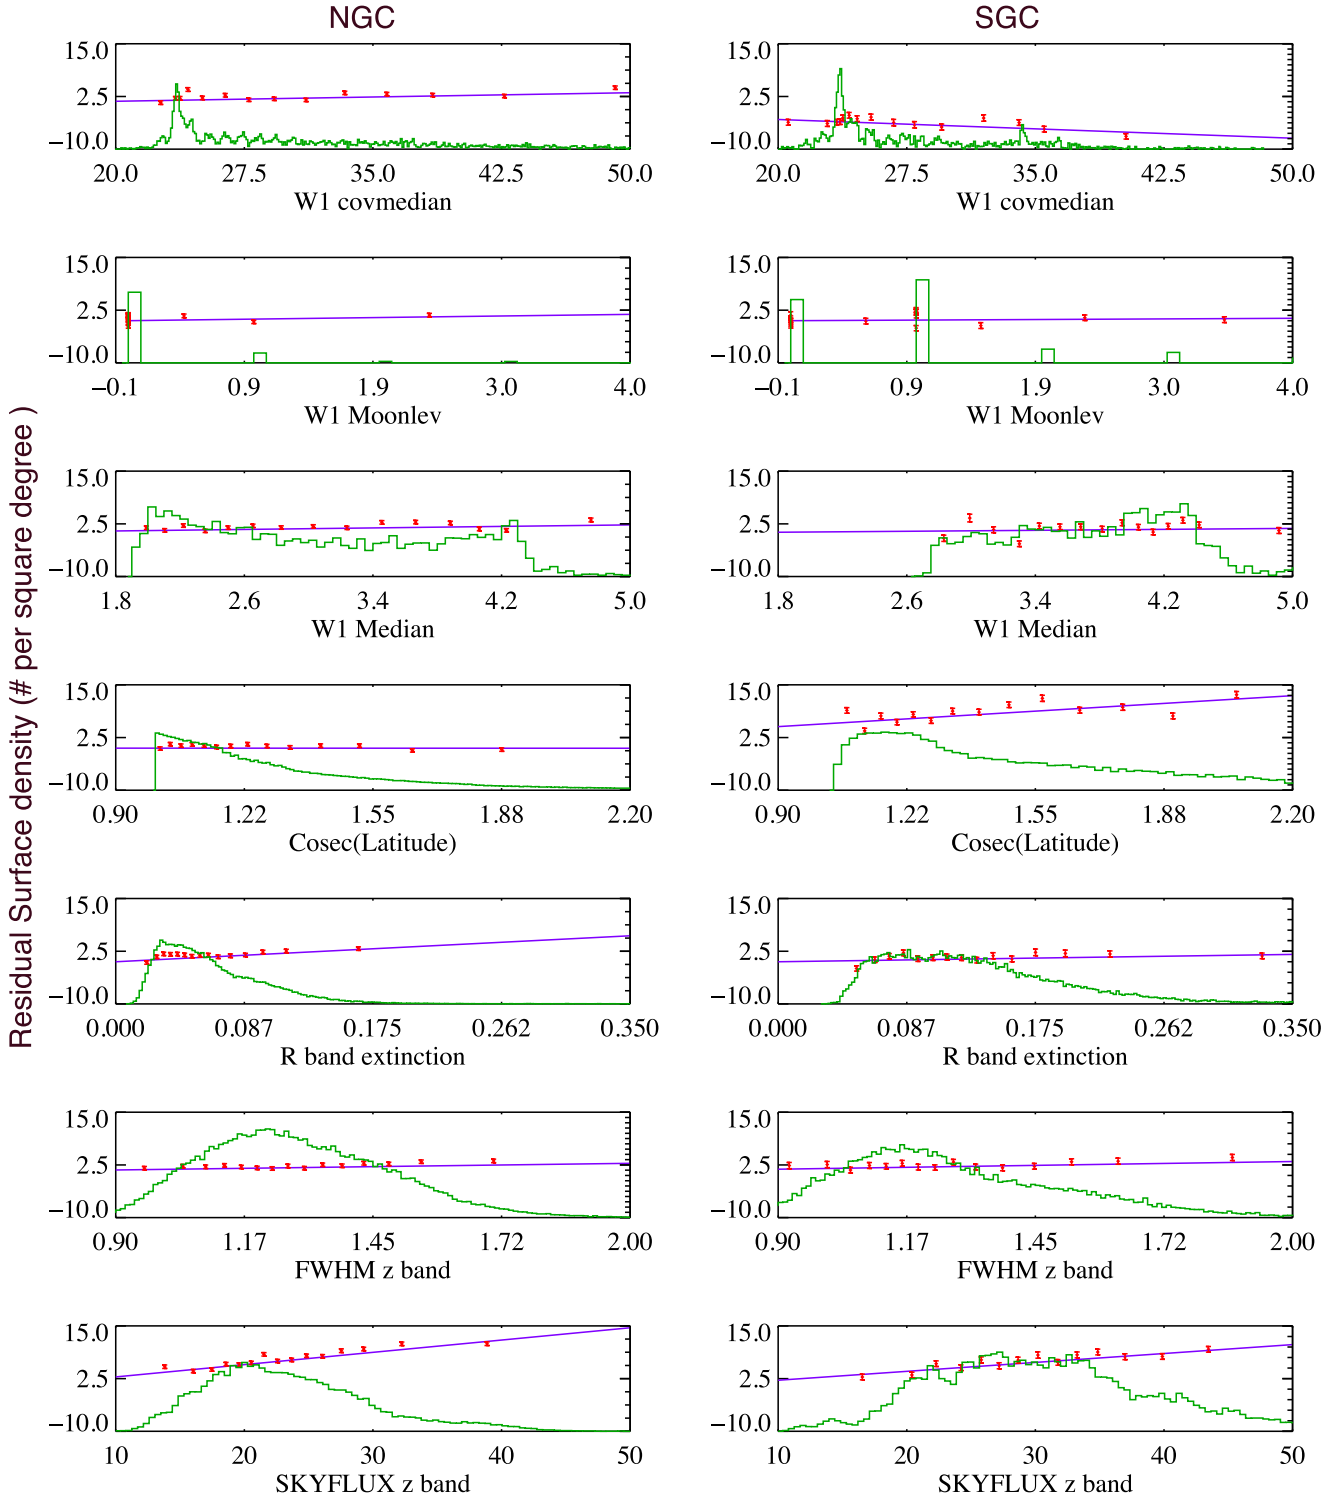 NGC SGC
15.0 15.0
2.5 2.5
−10.0 −10.0
20.0 27.5 35.0 42.5 50.0 20.0 27.5 35.0 42.5 50.0
W1 covmedian W1 covmedian
15.0 15.0
2.5 2.5
−10.0 −10.0
−0.1 0.9 1.9 3.0 4.0 −0.1 0.9 1.9 3.0 4.0
W1 Moonlev W1 Moonlev
Residual Surface density (# per square degree )
15.0 15.0
2.5 2.5
−10.0 −10.0
1.8 2.6 3.4 4.2 5.0 1.8 2.6 3.4 4.2 5.0
W1 Median W1 Median
15.0 15.0
2.5 2.5
−10.0 −10.0
0.90 1.22 1.55 1.88 2.20 0.90 1.22 1.55 1.88 2.20
Cosec(Latitude) Cosec(Latitude)
15.0 15.0
2.5 2.5
−10.0 −10.0
0.000 0.087 0.175 0.262 0.350 0.000 0.087 0.175 0.262 0.350
R band extinction R band extinction
15.0 15.0
2.5 2.5
−10.0 −10.0
0.90 1.17 1.45 1.72 2.00 0.90 1.17 1.45 1.72 2.00
FWHM z band FWHM z band
15.0 15.0
2.5 2.5
−10.0 −10.0
10 20 30 40 50 10 20 30 40 50
SKYFLUX z band SKYFLUX z band